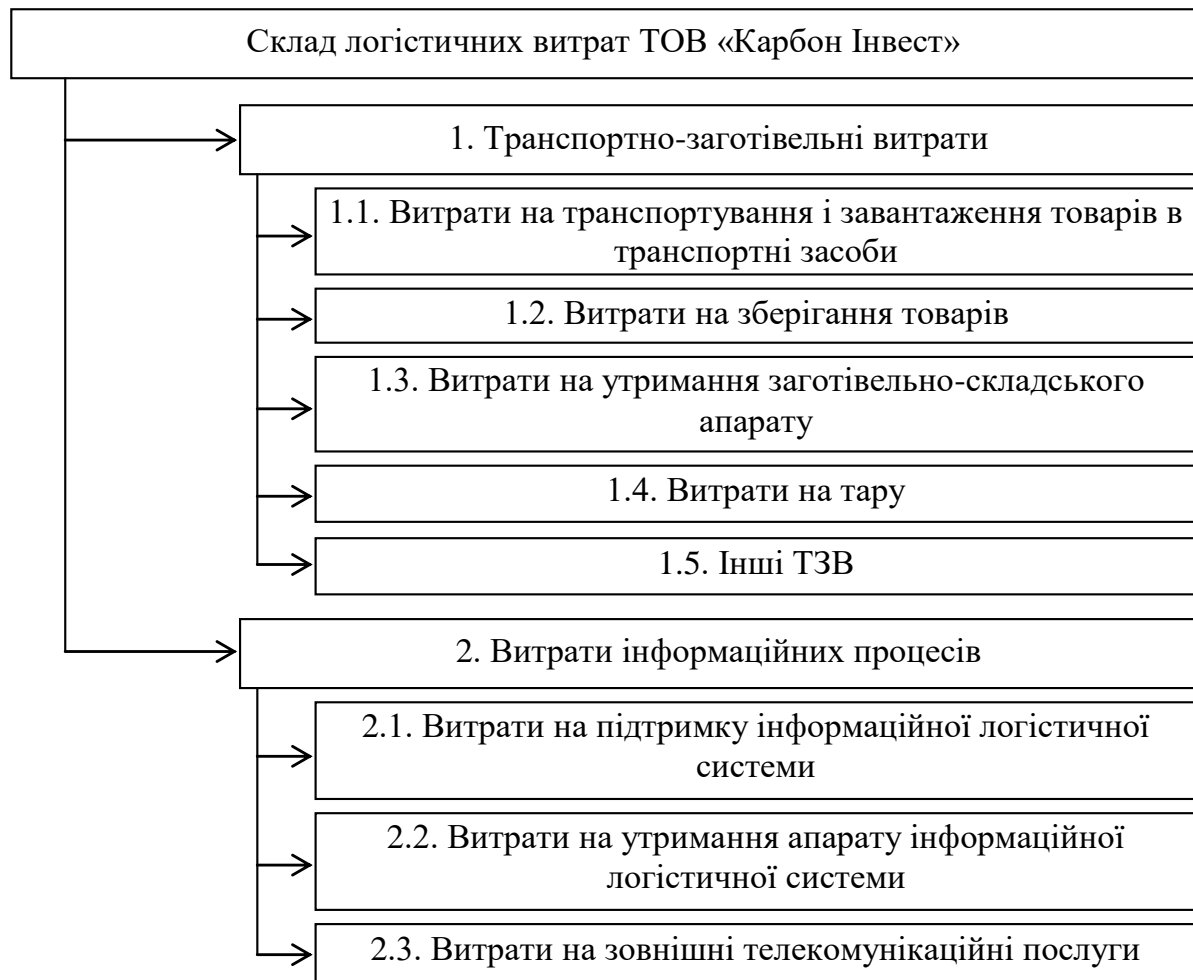 Склад логістичних витрат ТОВ «Карбон Інвест»
1. Транспортно-заготівельні витрати
1.1. Витрати на транспортування і завантаження товарів в
транспортні засоби
1.2. Витрати на зберігання товарів
1.3. Витрати на утримання заготівельно-складського
апарату
1.4. Витрати на тару
1.5. Інші ТЗВ
2. Витрати інформаційних процесів
2.1. Витрати на підтримку інформаційної логістичної
системи
2.2. Витрати на утримання апарату інформаційної
логістичної системи
2.3. Витрати на зовнішні телекомунікаційні послуги